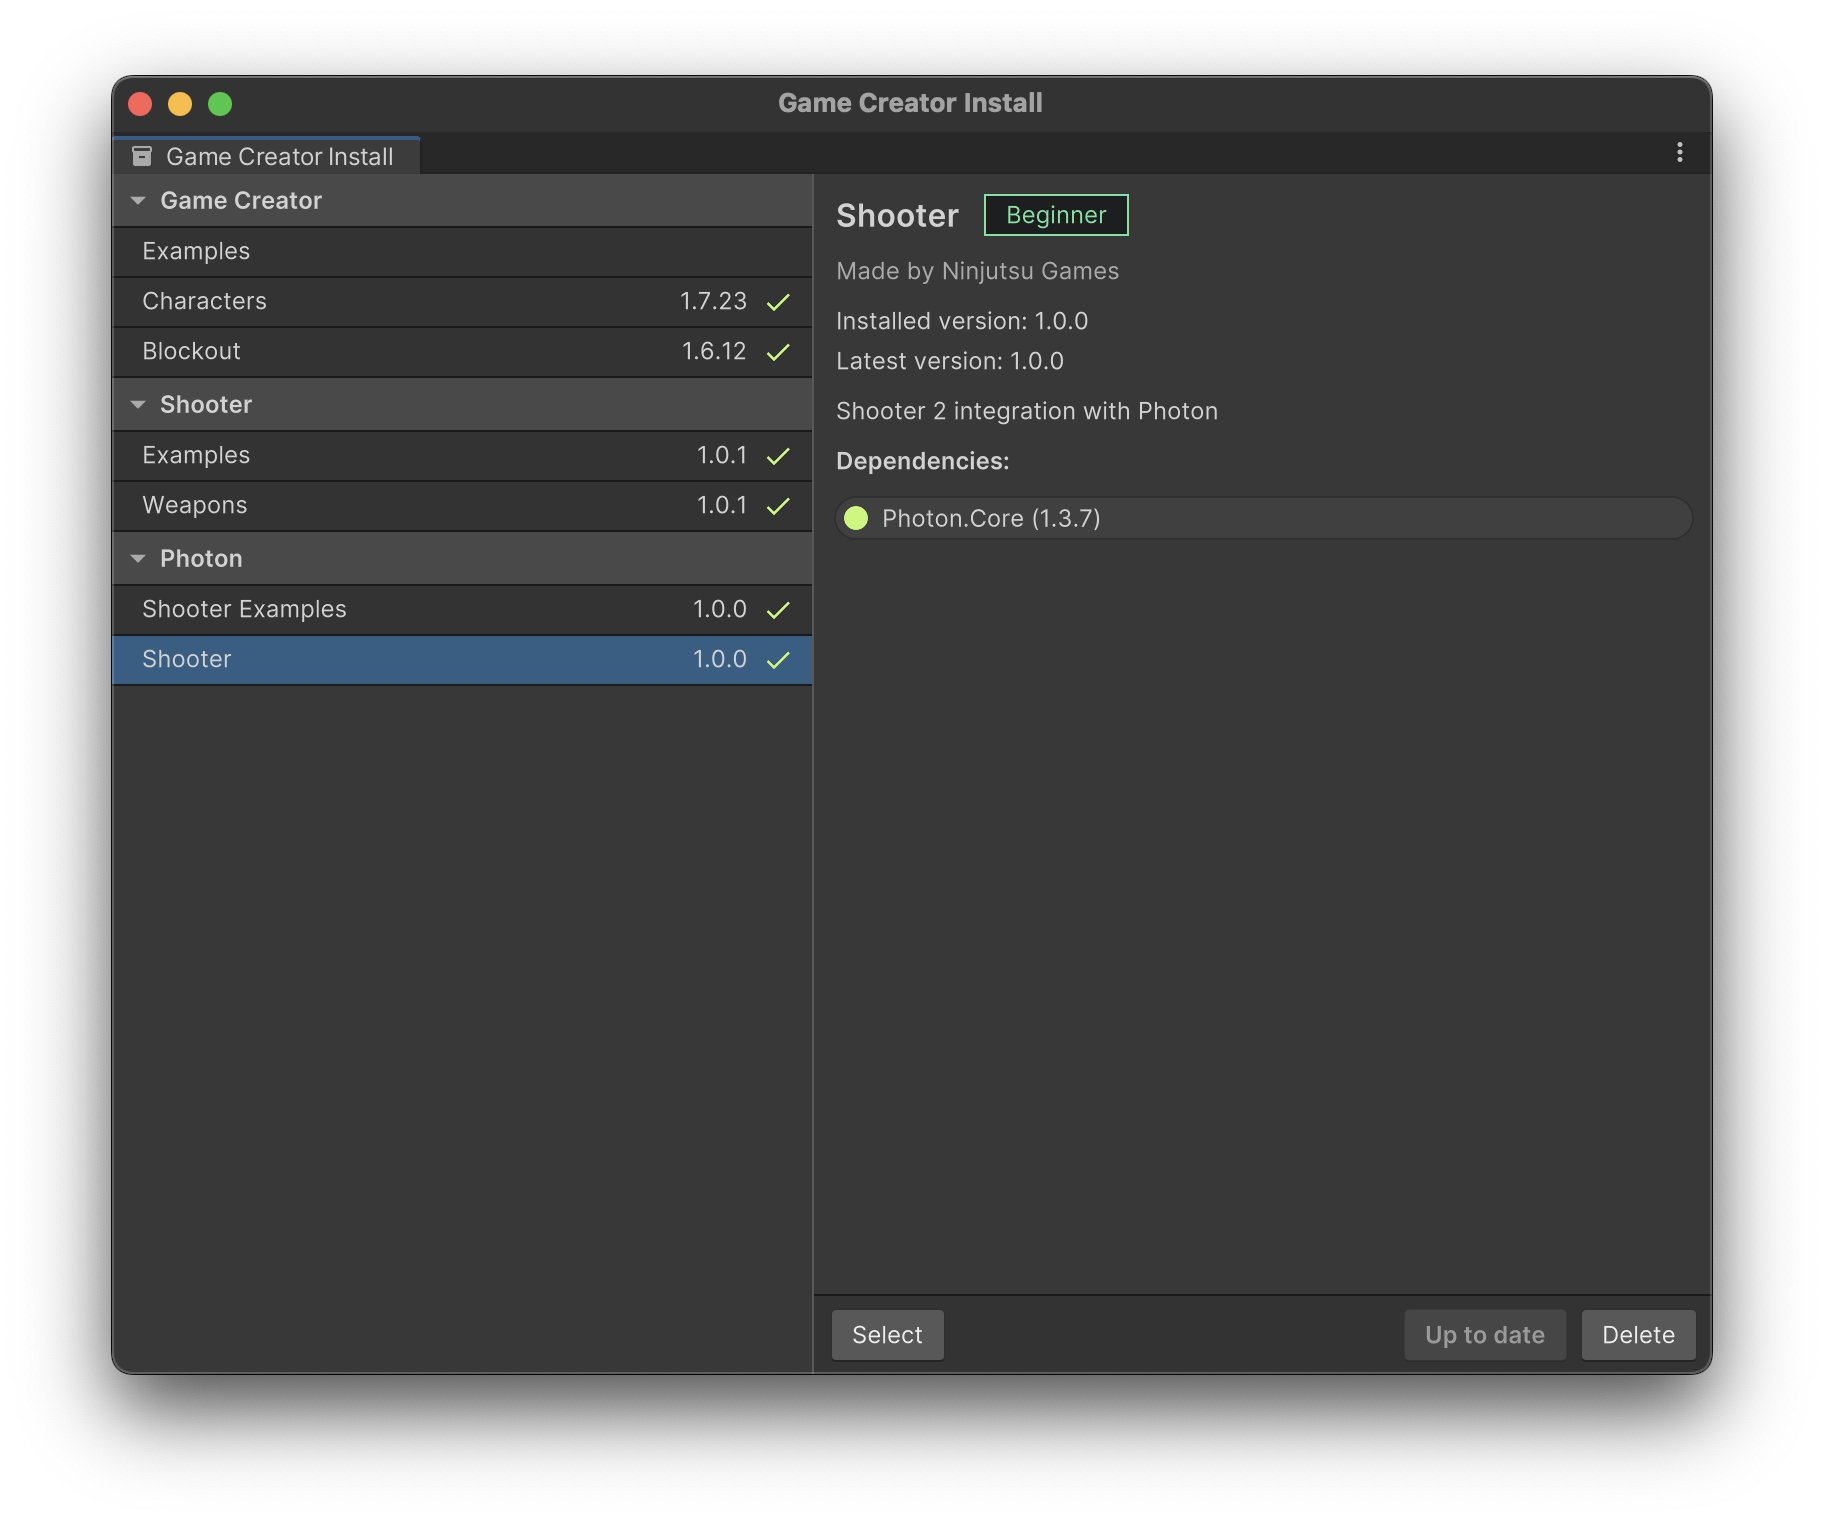 Game Creator Install
Game Creator Install
Game Creator
Examples
Characters 1.7.23
Blockout 1.6.12
Shooter
Examples 1.0.1
Weapons 1.0.1
Photon
Shooter Examples 1.0.0
Shooter 1.0.0
Shooter Beginner
Made by Ninjutsu Games
Installed version: 1.0.0
Latest version: 1.0.0
Shooter 2 integration with Photon
Dependencies:
Photon.Core (1.3.7)
Select Up to date Delete